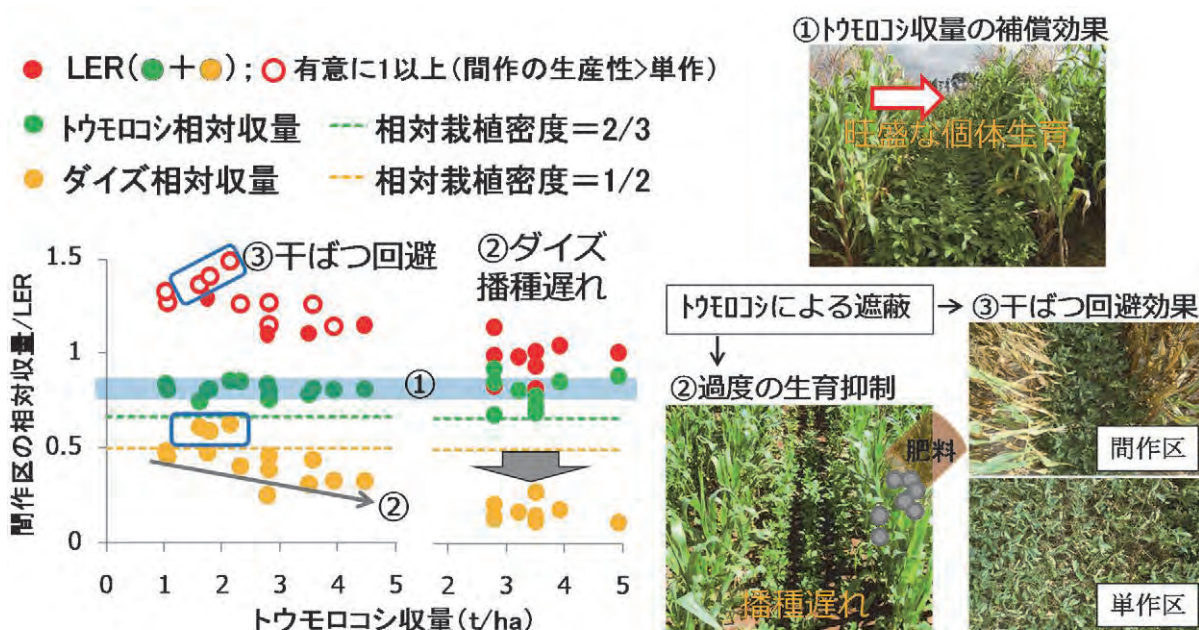 LER(●+●);○有意に1以上(間作の生産性>単作)
トウモロコシ相対収量
相対栽植密度=2/3
ダイズ相対収量
相対栽植密度=1/2
間作区の相対収量/LER
1.5
1
0.5
0
③干ばつ回避
②ダイズ
播種遅れ
①
②
0 1 2 3 4 5
2 3 4 5
トウモロコシ収量(t/ha)
①トウモロコシ収量の補償効果
旺盛な個体生育
トウモロコシによる遮蔽
③干ばつ回避効果
②過度の生育抑制
肥料
播種遅れ
間作区
単作区